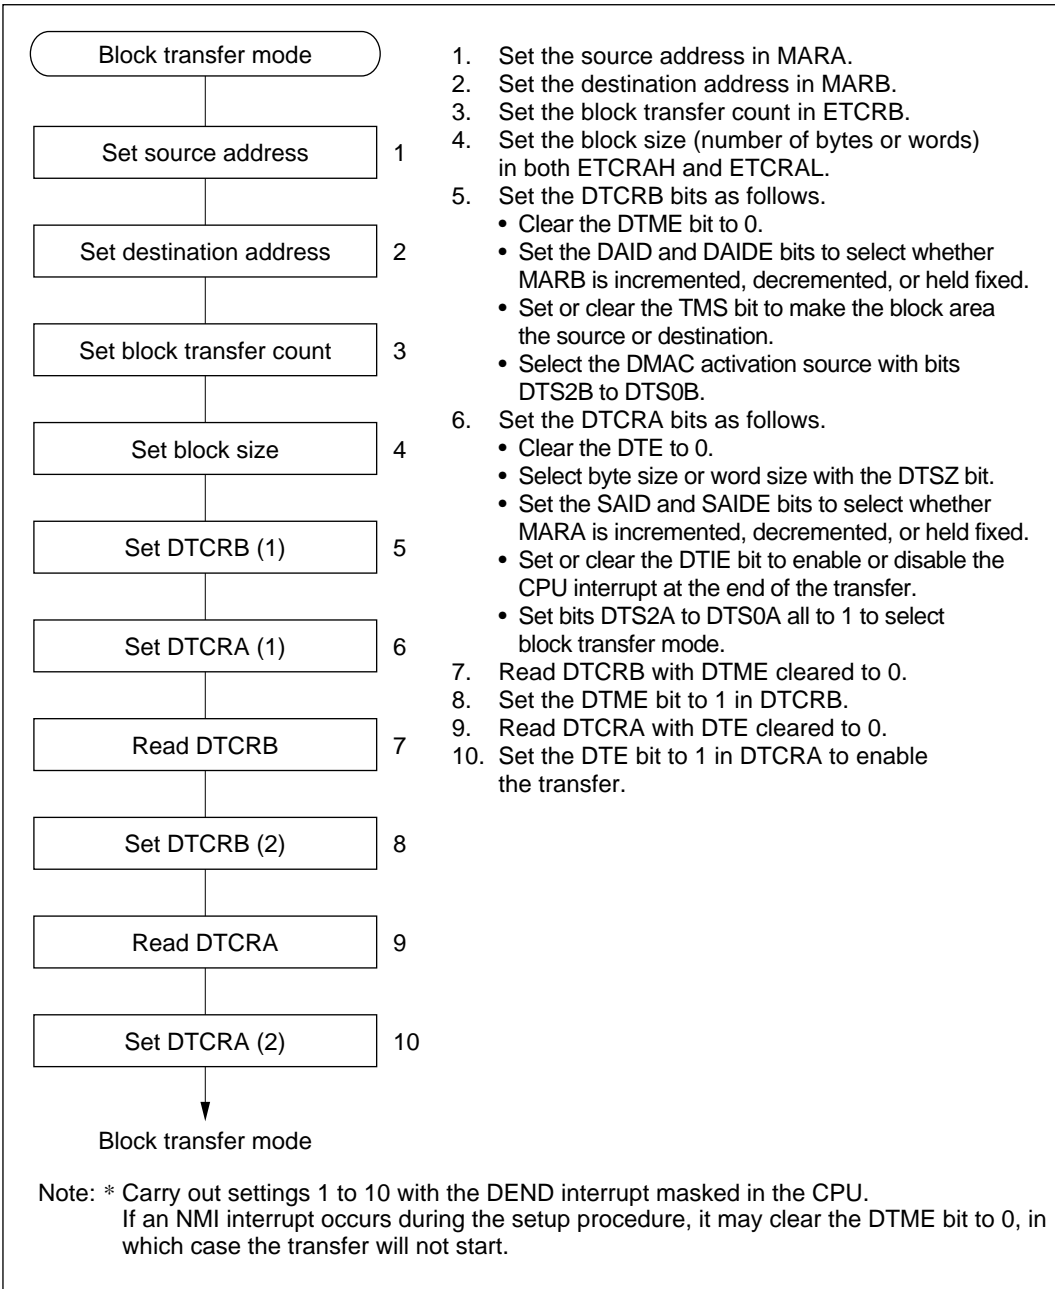 Block transfer mode
Set source address 1
Set destination address 2
Set block transfer count 3
Set block size 4
Set DTCRB (1) 5
Set DTCRA (1) 6
Read DTCRB 7
Set DTCRB (2) 8
Read DTCRA 9
Set DTCRA (2) 10
Block transfer mode
1. Set the source address in MARA.
2. Set the destination address in MARB.
3. Set the block transfer count in ETCRB.
4. Set the block size (number of bytes or words)
in both ETCRAH and ETCRAL.
5. Set the DTCRB bits as follows.
• Clear the DTME bit to 0.
• Set the DAID and DAIDE bits to select whether
MARB is incremented, decremented, or held fixed.
• Set or clear the TMS bit to make the block area
the source or destination.
• Select the DMAC activation source with bits
DTS2B to DTS0B.
6. Set the DTCRA bits as follows.
• Clear the DTE to 0.
• Select byte size or word size with the DTSZ bit.
• Set the SAID and SAIDE bits to select whether
MARA is incremented, decremented, or held fixed.
• Set or clear the DTIE bit to enable or disable the
CPU interrupt at the end of the transfer.
• Set bits DTS2A to DTS0A all to 1 to select
block transfer mode.
7. Read DTCRB with DTME cleared to 0.
8. Set the DTME bit to 1 in DTCRB.
9. Read DTCRA with DTE cleared to 0.
10. Set the DTE bit to 1 in DTCRA to enable
the transfer.
Note: * Carry out settings 1 to 10 with the DEND interrupt masked in the CPU.
If an NMI interrupt occurs during the setup procedure, it may clear the DTME bit to 0, in
which case the transfer will not start.